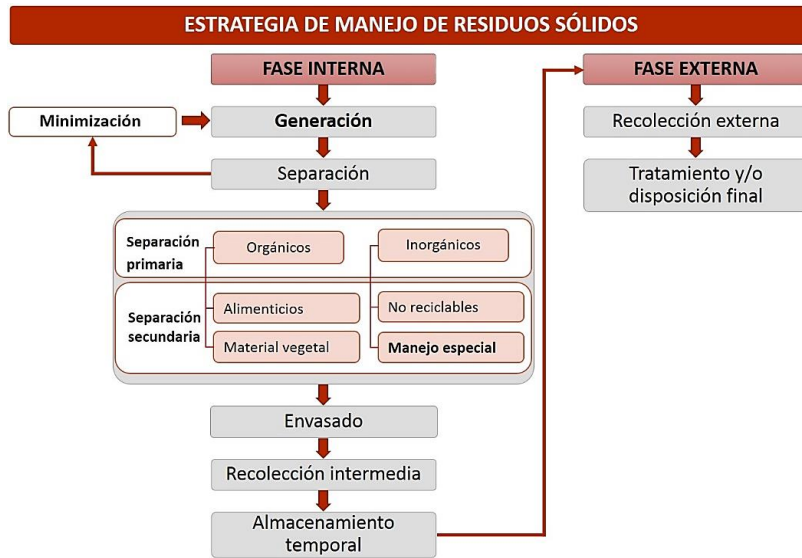 ESTRATEGIA DE MANEJO DE RESIDUOS SÓLIDOS
FASE INTERNA
Minimización
Generación
Separación
Separación
primaria
Orgánicos
Inorgánicos
Separación
secundaria
Alimenticios
No reciclables
Material vegetal
Manejo especial
Envasado
Recolección intermedia
Almacenamiento
temporal
FASE EXTERNA
Recolección externa
Tratamiento y/o
disposición final